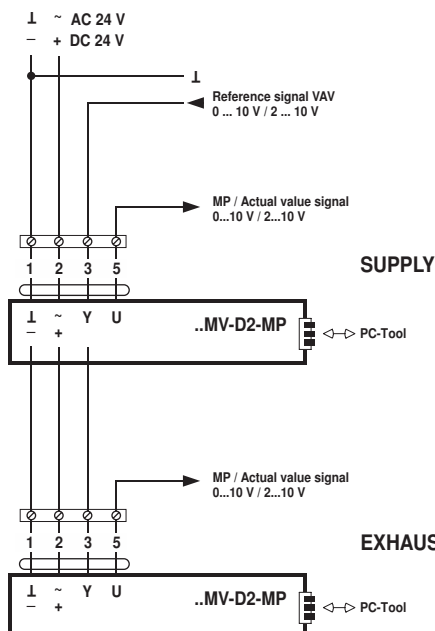 ⊥ ~ AC 24 V
– + DC 24 V
⊥
Reference signal VAV
0 ... 10 V / 2 ... 10 V
MP / Actual value signal
0...10 V / 2...10 V
1 2 3 5
SUPPLY
⊥ ~ Y U
– +
..MV-D2-MP
PC-Tool
MP / Actual value signal
0...10 V / 2...10 V
1 2 3 5
EXHAUS
⊥ ~ Y U
– +
..MV-D2-MP
PC-Tool